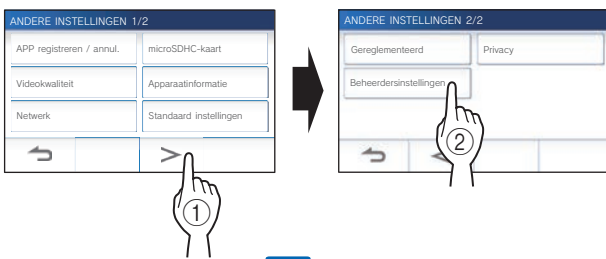 ANDERE INSTELLINGEN 1/2
APP registreren / annul.
microSDHC-kaart
Videokwaliteit
Apparaatinformatie
Netwerk
Standaard instellingen
>
1
ANDERE INSTELLINGEN 2/2
Gereglementeerd
Privacy
Beheerdersinstellingen
<
2